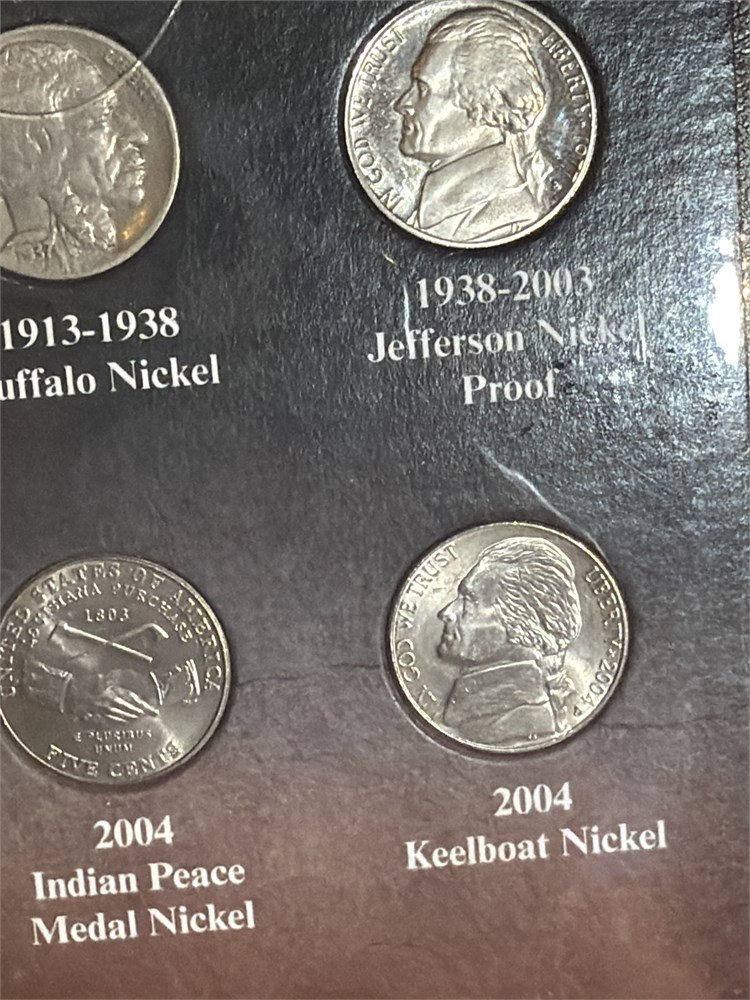 IN GOD WE TRUST
LIBERTY
1913-1938
uffalo Nickel
1938-2003
Jefferson Nickel
Proof
UNITED STATES OF AMERICA
LOUISIANA PURCHASE
1803
E PLURIBUS
UNUM
FIVE CENTS
IN GOD WE TRUST
LIBERTY 2004 P
2004
Indian Peace
Medal Nickel
2004
Keelboat Nickel